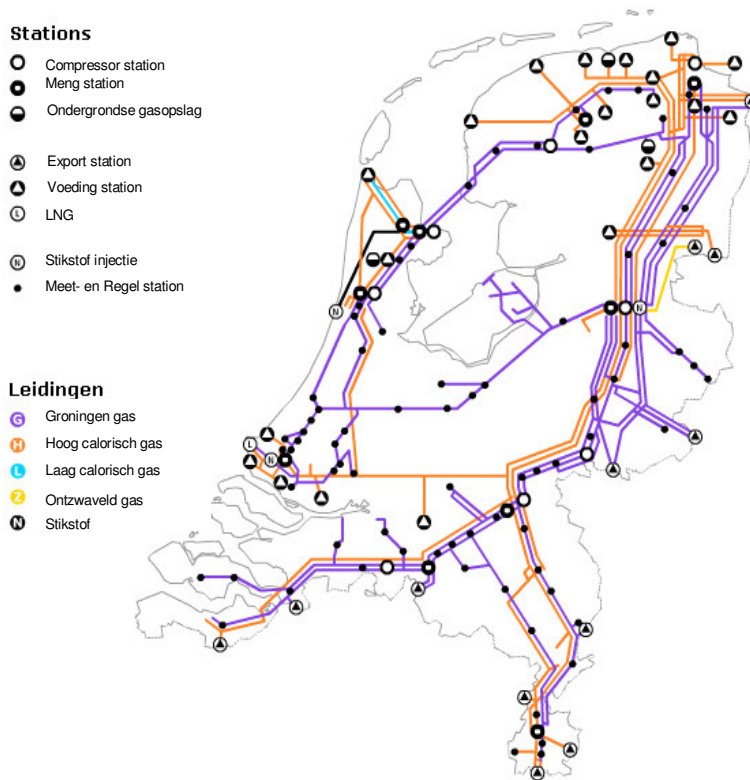 Stations
Compressor station
Meng station
Ondergrondse gasopslag
Export station
Voeding station
L LNG
N Stikstof injectie
Meet- en Regel station
Leidingen
G Groningen gas
H Hoog calorisch gas
L Laag calorisch gas
Z Ontzwaveld gas
N Stikstof
N
N
L
N